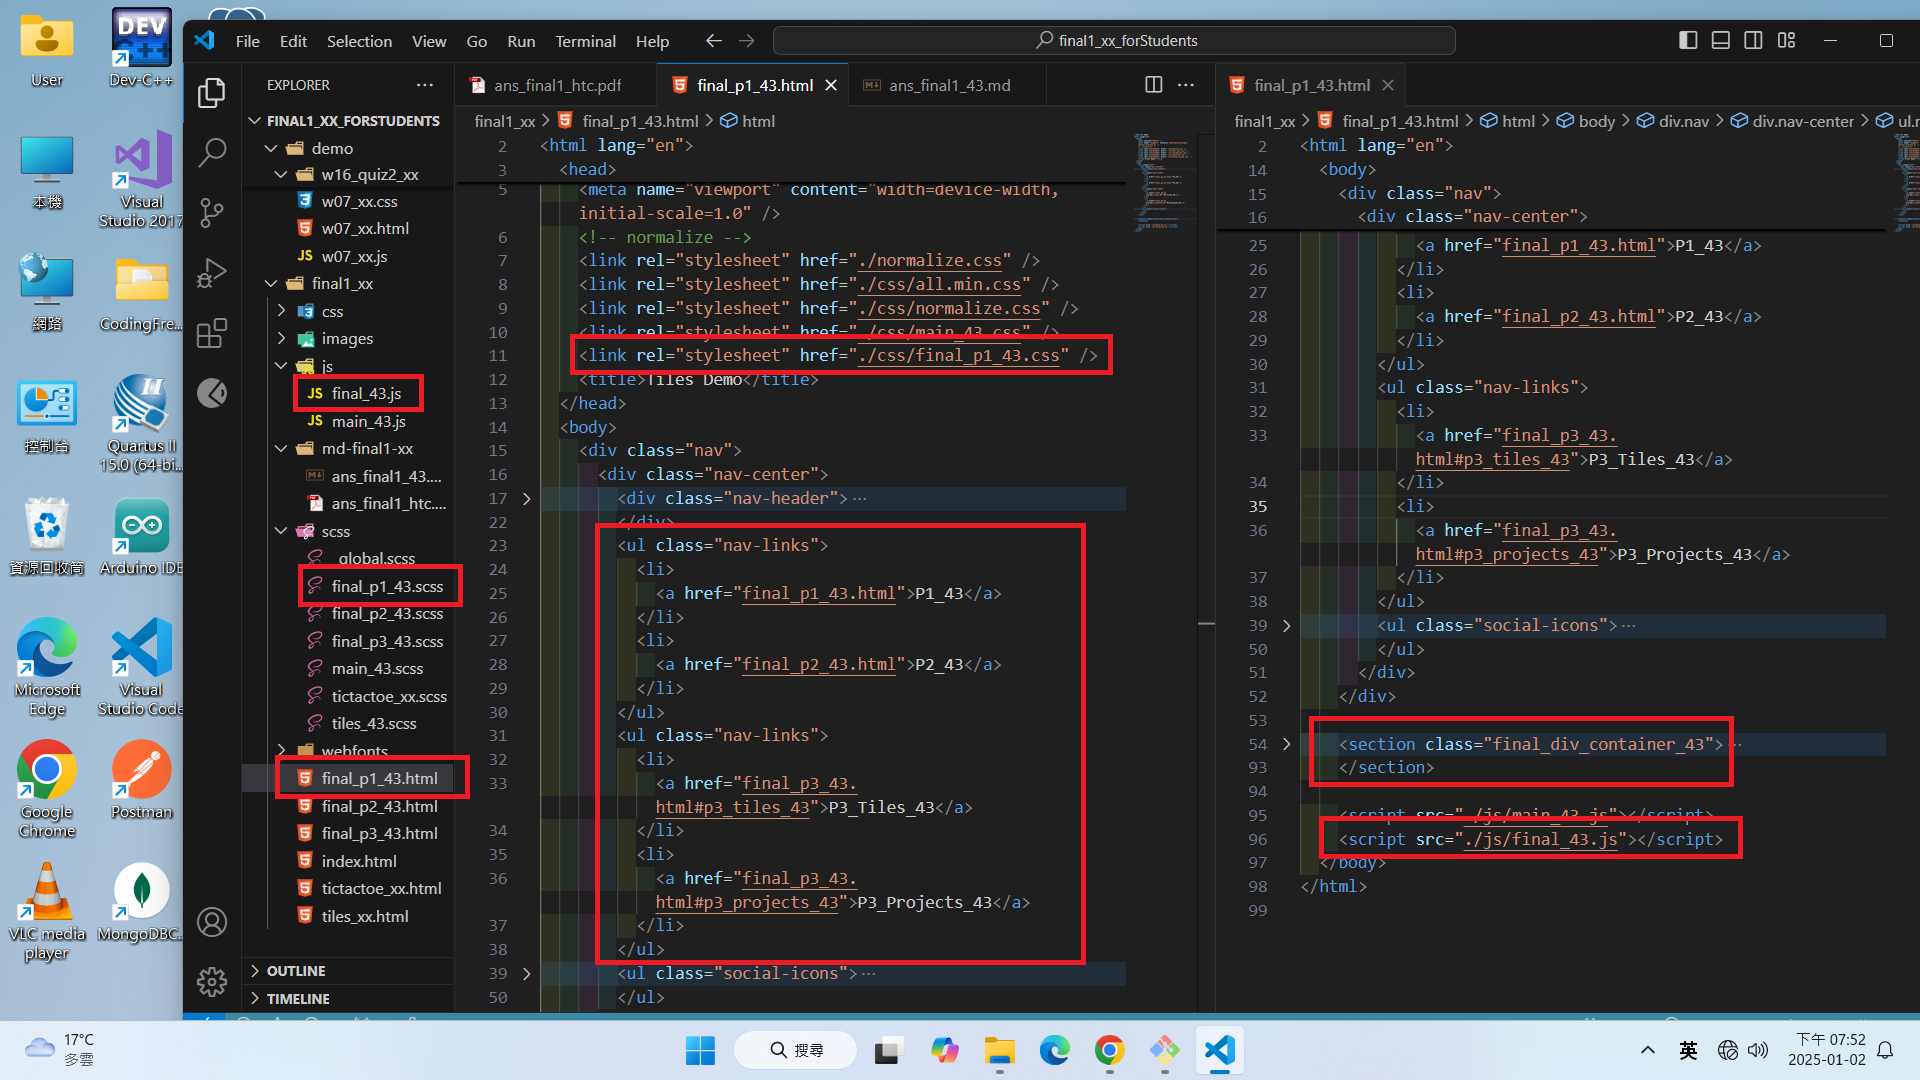 User
Dev-C++
本機
Visual
Studio 2017
網路
CodingFre...
控制台
Quartus II
15.0 (64-bi...
資源回收筒
Arduino IDE
Microsoft
Edge
Visual
Studio Code
Google
Chrome
Postman
VLC media
player
MongoDBC...
File Edit Selection View Go Run Terminal Help
final1_xx_forStudents
EXPLORER
FINAL1_XX_FORSTUDENTS
demo
w16_quiz2_xx
w07_xx.css
w07_xx.html
JS w07_xx.js
final1_xx
css
images
js
JS final_43.js
JS main_43.js
md-final1-xx
ans_final1_43....
ans_final1_htc....
scss
_global.scss
final_p1_43.scss
final_p2_43.scss
final_p3_43.scss
main_43.scss
tictactoe_xx.scss
tiles_43.scss
webfonts
final_p1_43.html
final_p2_43.html
final_p3_43.html
index.html
tictactoe_xx.html
tiles_xx.html
OUTLINE
TIMELINE
ans_final1_htc.pdf
final_p1_43.html
ans_final1_43.md
final1_xx > final_p1_43.html > html
2 <html lang="en">
3 <head>
5 <meta name="viewport" content="width=device-width,
initial-scale=1.0" />
6 <!-- normalize -->
7 <link rel="stylesheet" href="./normalize.css" />
8 <link rel="stylesheet" href="./css/all.min.css" />
9 <link rel="stylesheet" href="./css/normalize.css" />
10 <link rel="stylesheet" href="./css/main_43.css" />
11 <link rel="stylesheet" href="./css/final_p1_43.css" />
12 <title>Tiles Demo</title>
13 </head>
14 <body>
15 <div class="nav">
16 <div class="nav-center">
17 <div class="nav-header">...
22 </div>
23 <ul class="nav-links">
24 <li>
25 <a href="final_p1_43.html">P1_43</a>
26 </li>
27 <li>
28 <a href="final_p2_43.html">P2_43</a>
29 </li>
30 </ul>
31 <ul class="nav-links">
32 <li>
33 <a href="final_p3_43.
html#p3_tiles_43">P3_Tiles_43</a>
34 </li>
35 <li>
36 <a href="final_p3_43.
html#p3_projects_43">P3_Projects_43</a>
37 </li>
38 </ul>
39 <ul class="social-icons">...
50 </ul>
final_p1_43.html
final1_xx > final_p1_43.html > html > body > div.nav > div.nav-center > ul.n
2 <html lang="en">
14 <body>
15 <div class="nav">
16 <div class="nav-center">
25 <a href="final_p1_43.html">P1_43</a>
26 </li>
27 <li>
28 <a href="final_p2_43.html">P2_43</a>
29 </li>
30 </ul>
31 <ul class="nav-links">
32 <li>
33 <a href="final_p3_43.
html#p3_tiles_43">P3_Tiles_43</a>
34 </li>
35 <li>
36 <a href="final_p3_43.
html#p3_projects_43">P3_Projects_43</a>
37 </li>
38 </ul>
39 <ul class="social-icons">...
50 </ul>
51 </div>
52 </div>
53
54 <section class="final_div_container_43">...
93 </section>
94
95 <script src="./js/main_43.js"></script>
96 <script src="./js/final_43.js"></script>
97 </body>
98 </html>
99
17°C
多雲
搜尋
英
下午 07:52
2025-01-02